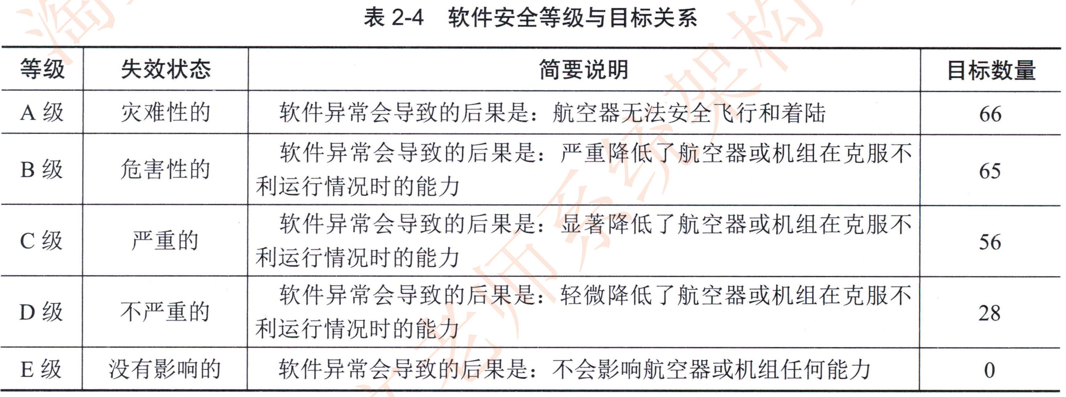 表 2-4 软件安全等级与目标关系
等级 失效状态 简要说明 目标数量
A 级 灾难性的 软件异常会导致的后果是：航空器无法安全飞行和着陆 66
B 级 危害性的 软件异常会导致的后果是：严重降低了航空器或机组在克服不
利运行情况时的能力 65
C 级 严重的 软件异常会导致的后果是：显著降低了航空器或机组在克服不
利运行情况时的能力 56
D 级 不严重的 软件异常会导致的后果是：轻微降低了航空器或机组在克服不
利运行情况时的能力 28
E 级 没有影响的 软件异常会导致的后果是：不会影响航空器或机组任何能力 0
老师系统架构